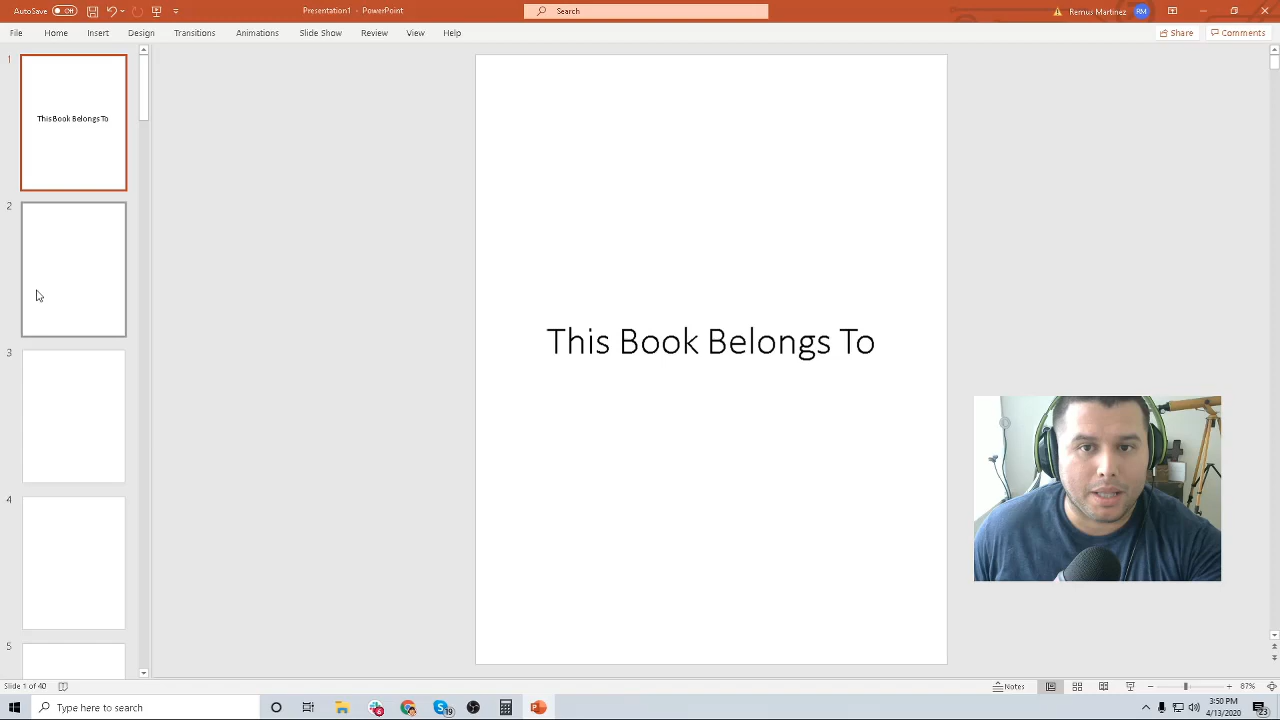 AutoSave Off
Presentation1 - PowerPoint
Search
Remus Martinez RM
File Home Insert Design Transitions Animations Slide Show Review View Help
Share Comments
1
This Book Belongs To
2
3
4
5
This Book Belongs To
Slide 1 of 40
Notes
87%
Type here to search
3:50 PM
4/13/2020
23